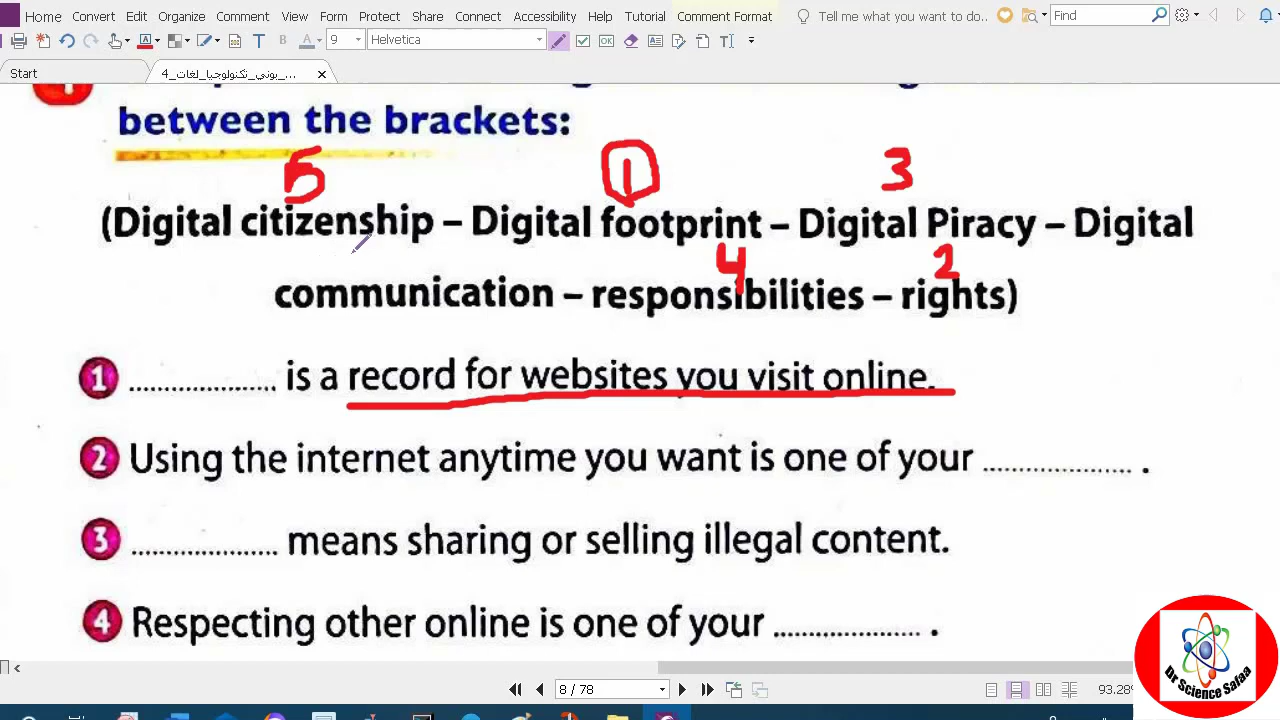 Home Convert Edit Organize Comment View Form Protect Share Connect Accessibility Help Tutorial Comment Format Tell me what you want to do.. Find
9 Helvetica
Start 4_بوني_تكنولوجيا_لغات_...
between the brackets:
5 1 3
(Digital citizenship – Digital footprint – Digital Piracy – Digital
4 2
communication – responsibilities – rights)
1 .................... is a record for websites you visit online.
2 Using the internet anytime you want is one of your .................... .
3 .................... means sharing or selling illegal content.
4 Respecting other online is one of your .................... .
Dr Science Safaa
8 / 78 93.28%